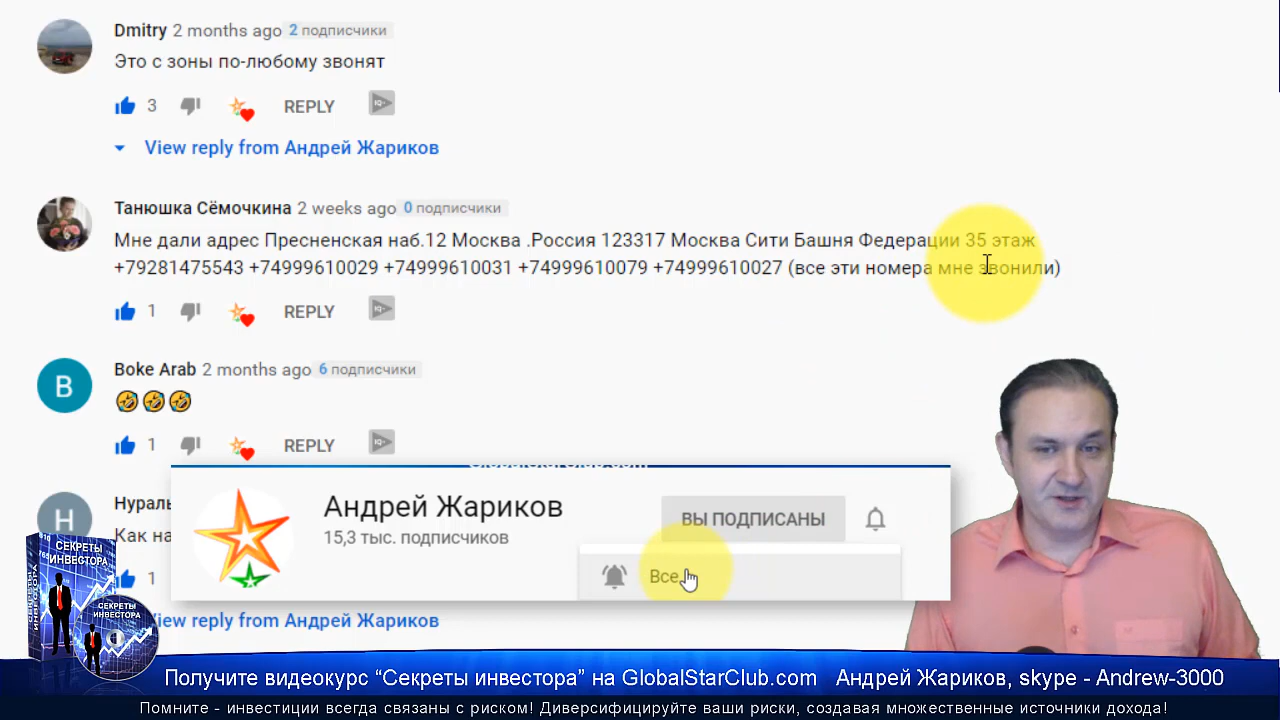 Dmitry 2 months ago 2 подписчики
Это с зоны по-любому звонят
3 REPLY
View reply from Андрей Жариков
Танюшка Сёмочкина 2 weeks ago 0 подписчики
Мне дали адрес Пресненская наб.12 Москва .Россия 123317 Москва Сити Башня Федерации 35 этаж
+79281475543 +74999610029 +74999610031 +74999610079 +74999610027 (все эти номера мне звонили)
1 REPLY
Boke Arab 2 months ago 6 подписчики
🤣🤣🤣
1 REPLY
GlobalStarClub.com
Андрей Жариков
15,3 тыс. подписчиков
ВЫ ПОДПИСАНЫ
Все
Н
Как на
1
View reply from Андрей Жариков
СЕКРЕТЫ
ИНВЕСТОРА
СЕКРЕТЫ ИНВЕСТОРА
СЕКРЕТЫ
ИНВЕСТОРА
Получите видеокурс “Секреты инвестора” на GlobalStarClub.com Андрей Жариков, skype - Andrew-3000
Помните - инвестиции всегда связаны с риском! Диверсифицируйте ваши риски, создавая множественные источники дохода!